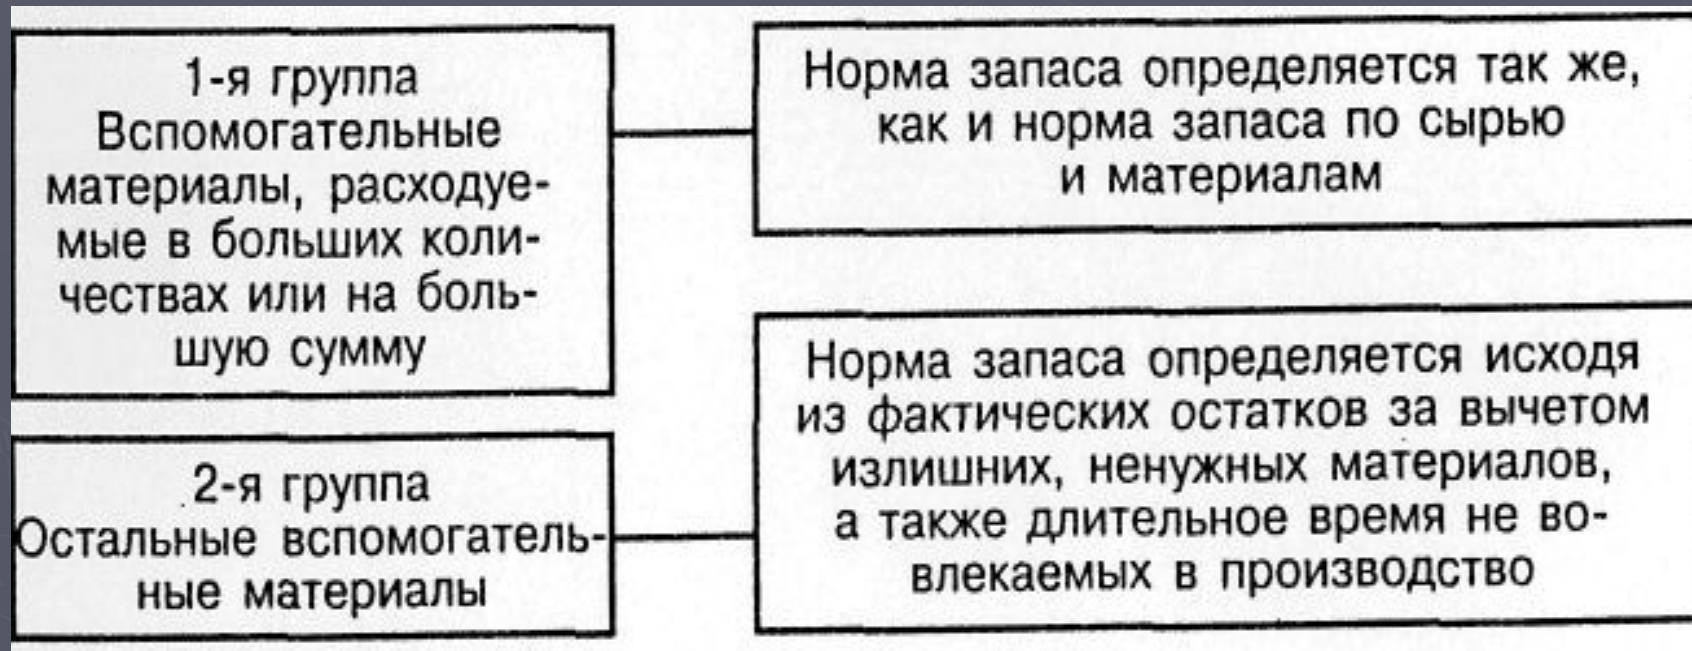 1-я группа
Вспомогательные
материалы, расходуе-
мые в больших коли-
чествах или на боль-
шую сумму
Норма запаса определяется так же,
как и норма запаса по сырью
и материалам
2-я группа
Остальные вспомогатель-
ные материалы
Норма запаса определяется исходя
из фактических остатков за вычетом
излишних, ненужных материалов,
а также длительное время не во-
влекаемых в производство